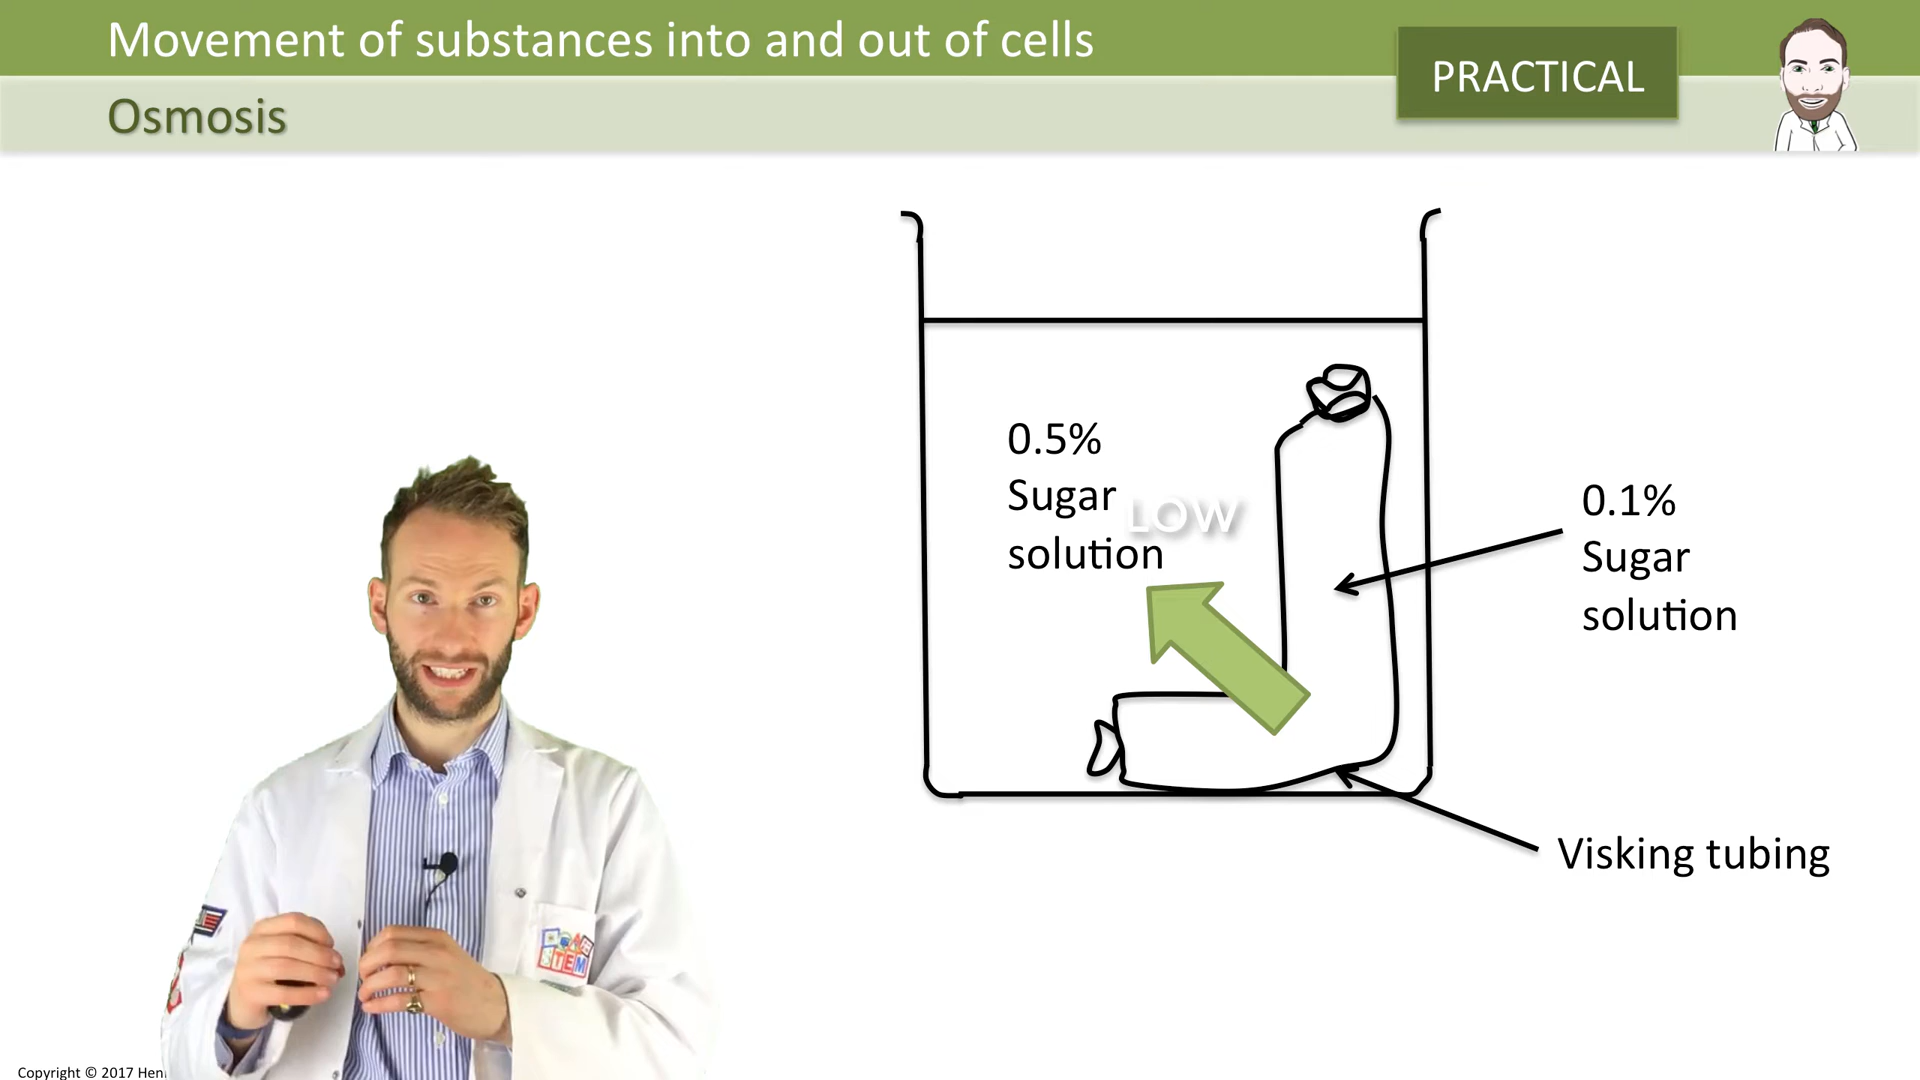 Movement of substances into and out of cells
PRACTICAL
Osmosis
0.5%
Sugar
solution
LOW
0.1%
Sugar
solution
Visking tubing
STEM
Copyright © 2017 Hen